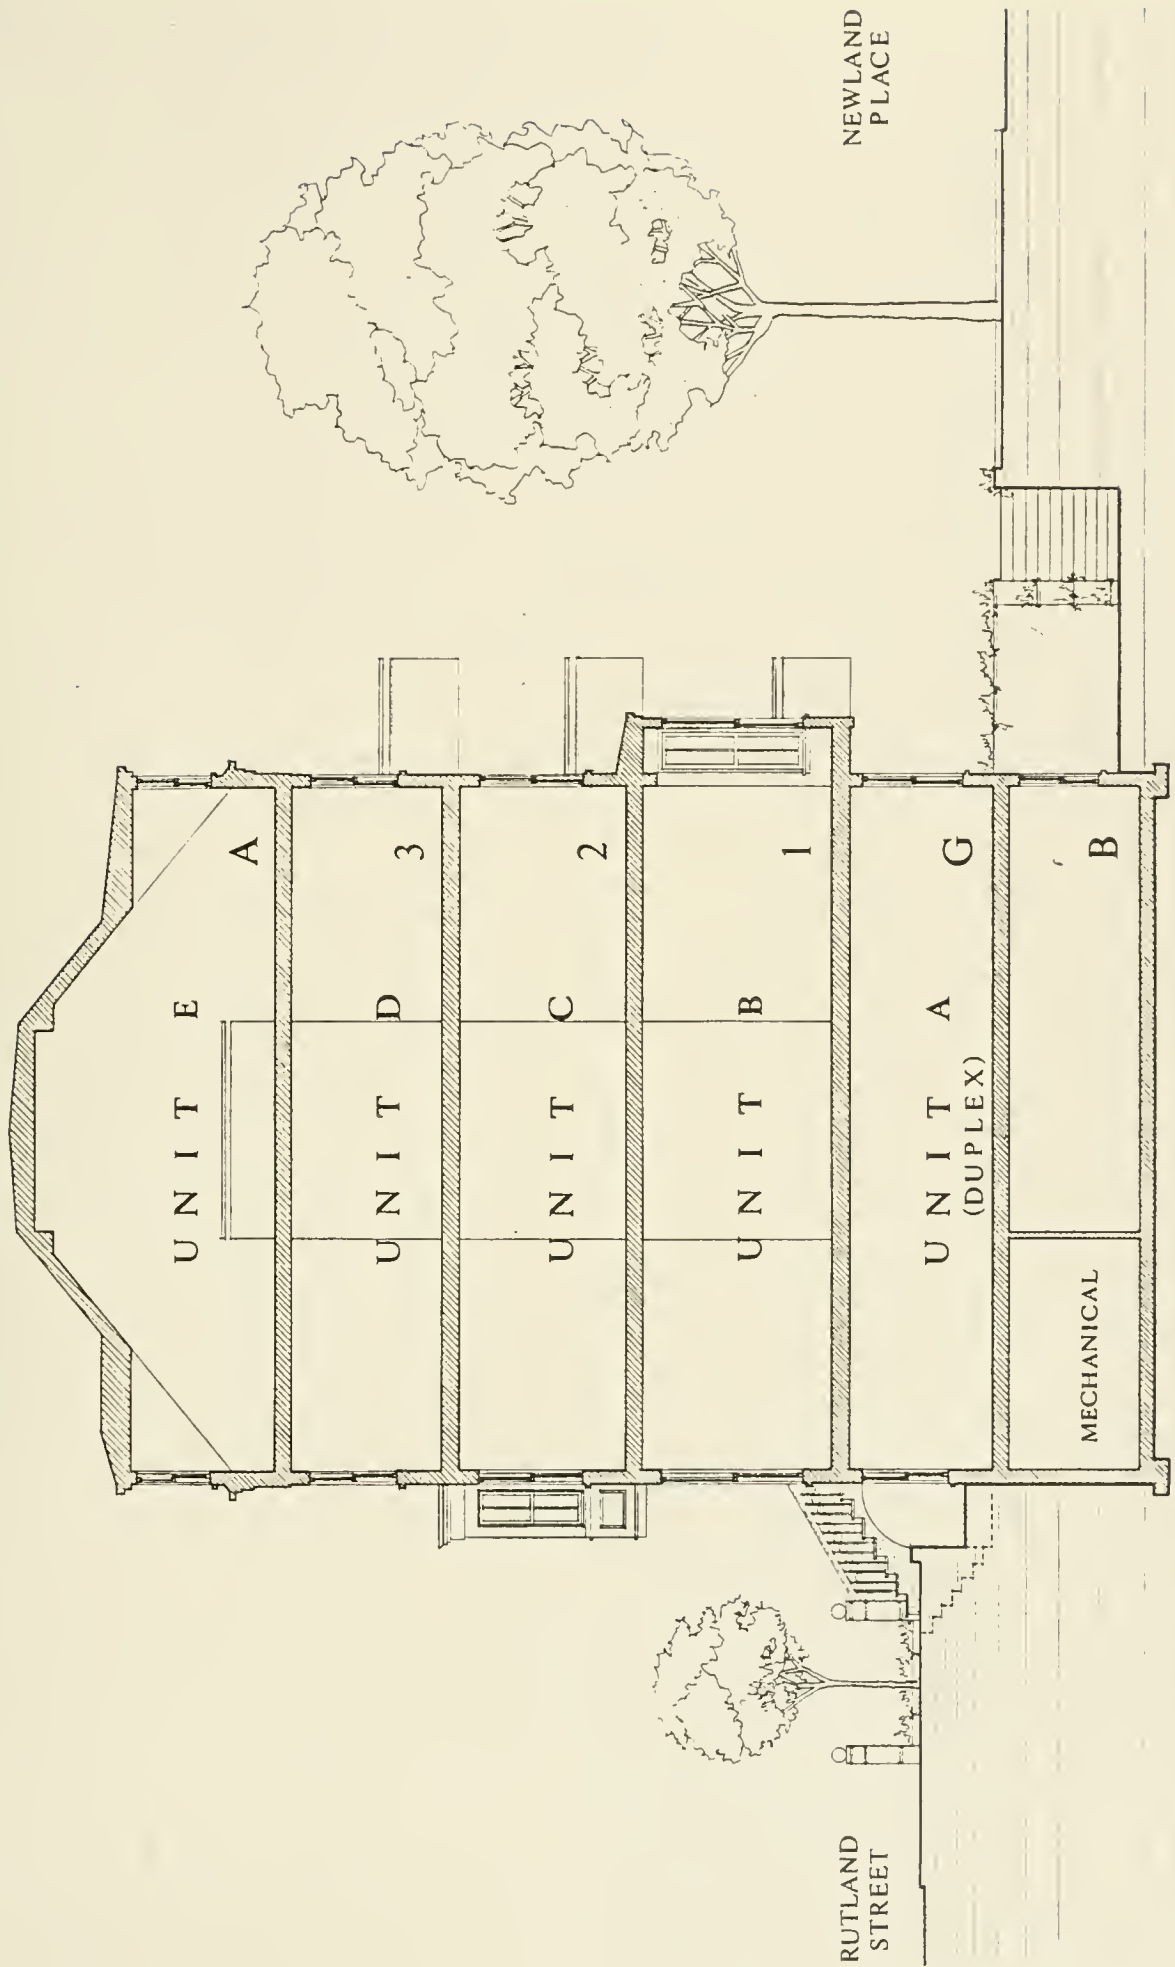 UNIT E
A
UNIT D
3
UNIT C
2
UNIT B
1
UNIT A
(DUPLEX)
G
MECHANICAL
B
RUTLAND
STREET
NEWLAND
PLACE